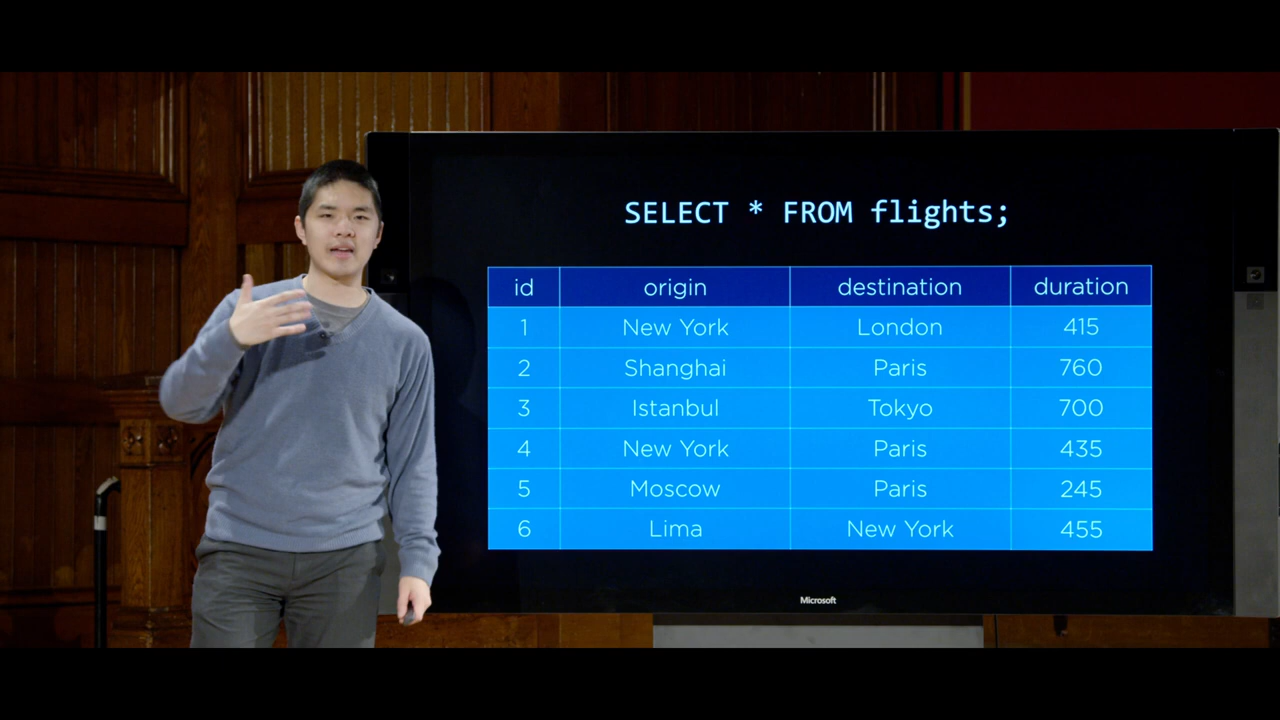 SELECT * FROM flights;
id origin destination duration
1 New York London 415
2 Shanghai Paris 760
3 Istanbul Tokyo 700
4 New York Paris 435
5 Moscow Paris 245
6 Lima New York 455
Microsoft